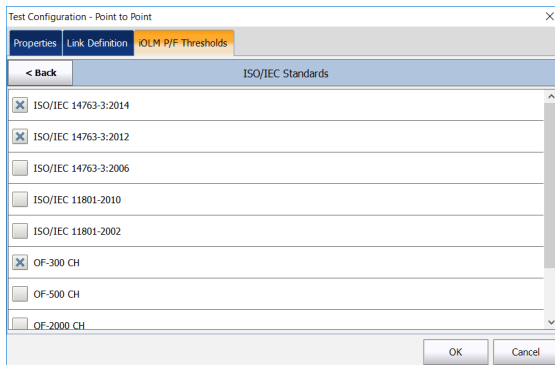 Test Configuration - Point to Point
Properties Link Definition iOLM P/F Thresholds
< Back ISO/IEC Standards
ISO/IEC 14763-3:2014
ISO/IEC 14763-3:2012
ISO/IEC 14763-3:2006
ISO/IEC 11801-2010
ISO/IEC 11801-2002
OF-300 CH
OF-500 CH
OF-2000 CH
OK Cancel